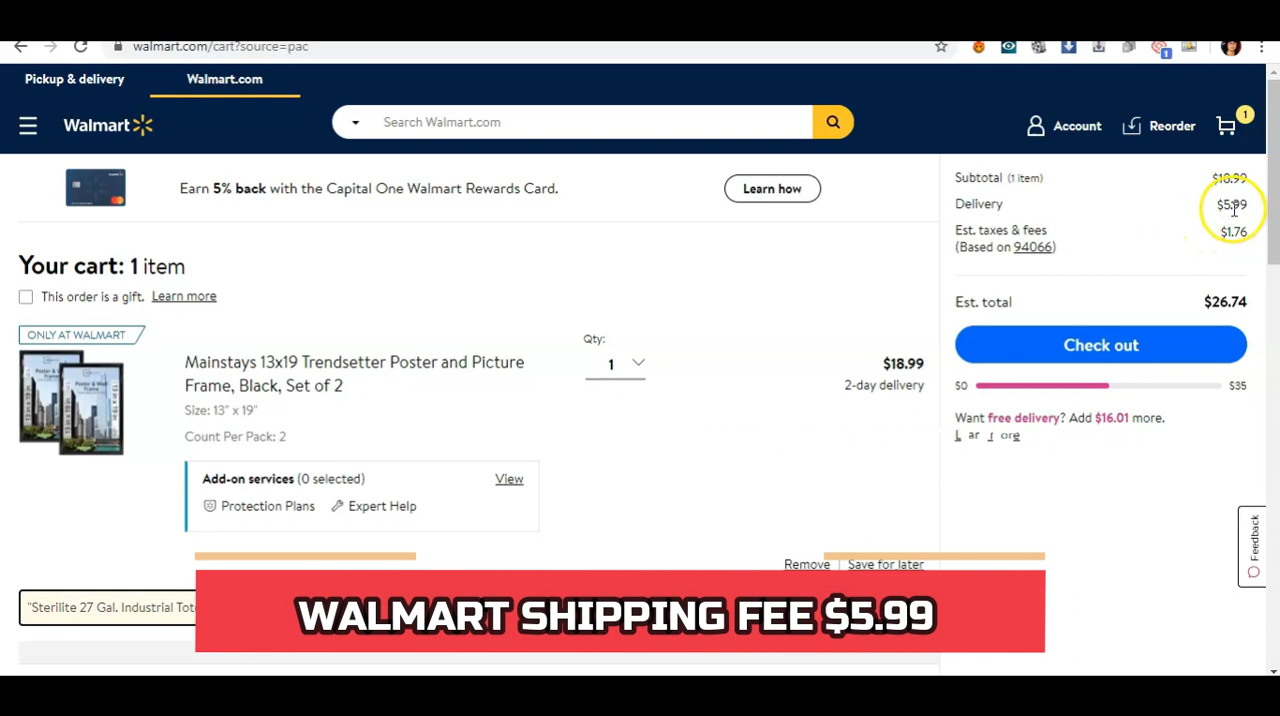 walmart.com/cart?source=pac
1
Pickup & delivery
Walmart.com
Walmart
Search Walmart.com
Account
Reorder
1
Earn 5% back with the Capital One Walmart Rewards Card.
Learn how
Subtotal (1 item)
$18.99
Delivery
$5.99
Est. taxes & fees
$1.76
(Based on 94066)
Est. total
$26.74
Check out
$0
$35
Want free delivery? Add $16.01 more.
Your cart: 1 item
This order is a gift. Learn more
ONLY AT WALMART
Mainstays 13x19 Trendsetter Poster and Picture
Frame, Black, Set of 2
Size: 13" x 19"
Count Per Pack: 2
Qty:
1
$18.99
2-day delivery
Add-on services (0 selected)
View
Protection Plans
Expert Help
Remove
Save for later
Feedback
"Sterilite 27 Gal. Industrial Tot
WALMART SHIPPING FEE $5.99